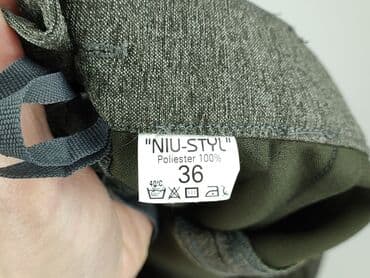 "NIU-STYL"
Poliester 100%
36
40°C